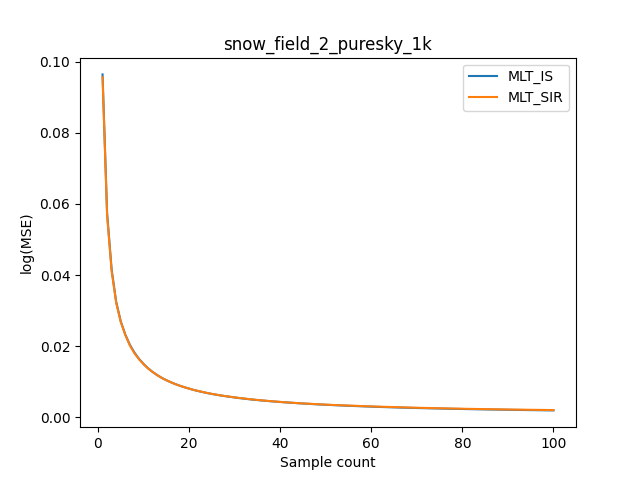 snow_field_2_puresky_1k
MLT_IS
MLT_SIR
log(MSE)
0.10
0.08
0.06
0.04
0.02
0.00
0 20 40 60 80 100
Sample count